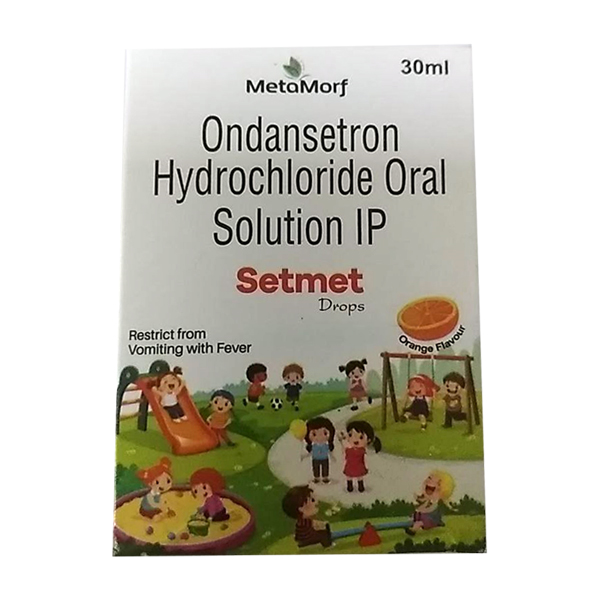 MetaMorf
30ml
Ondansetron
Hydrochloride Oral
Solution IP
Setmet
Drops
Restrict from
Vomiting with Fever
Orange Flavour